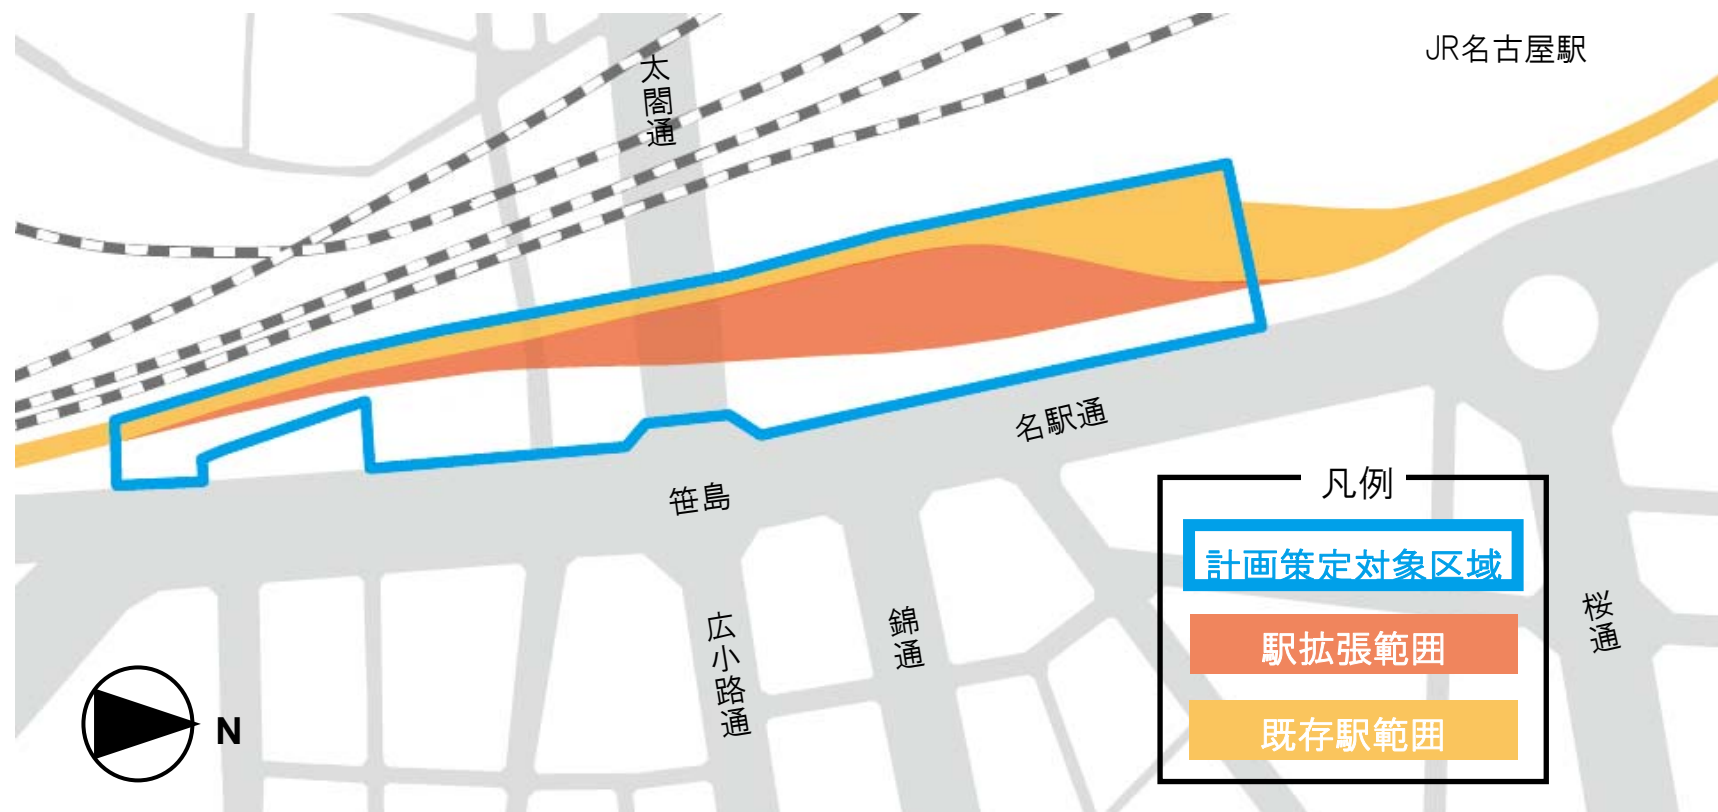 JR名古屋駅
太閤通
名駅通
笹島
広小路通
錦通
桜通
凡例
計画策定対象区域
駅拡張範囲
既存駅範囲
N